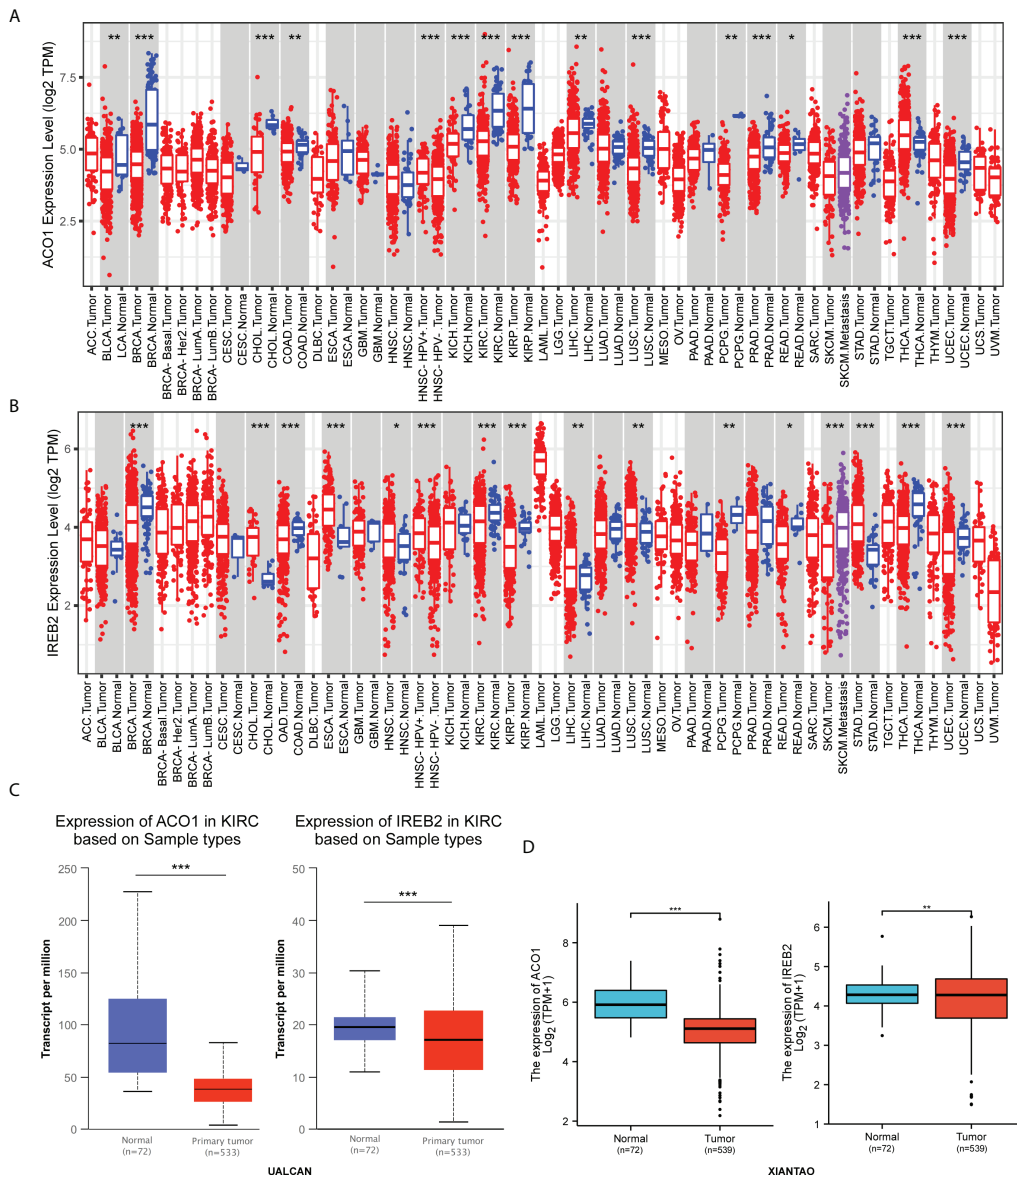 A
ACO1 Expression Level (log2 TPM)
7.5
5.0
2.5
** *** *** ** *** *** *** *** ** *** ** *** * *** ***
ACC.Tumor
BLCA.Tumor
LCA.Normal
BRCA.Tumor
BRCA.Normal
BRCA-Basal.Tumor
BRCA- Her2.Tumor
BRCA- LumA.Tumor
BRCA- LumB.Tumor
CESC.Tumor
CESC.Normal
CHOL.Tumor
CHOL.Normal
COAD.Tumor
COAD.Normal
DLBC.Tumor
ESCA.Tumor
ESCA.Normal
GBM.Tumor
GBM.Normal
HNSC.Tumor
HNSC.Normal
HNSC- HPV+.Tumor
HNSC- HPV-.Tumor
KICH.Tumor
KICH.Normal
KIRC.Tumor
KIRC.Normal
KIRP.Tumor
KIRP.Normal
LAML.Tumor
LGG.Tumor
LIHC.Tumor
LIHC.Normal
LUAD.Tumor
LUAD.Normal
LUSC.Tumor
LUSC.Normal
MESO.Tumor
OV.Tumor
PAAD.Tumor
PAAD.Normal
PCPG.Tumor
PCPG.Normal
PRAD.Tumor
PRAD.Normal
READ.Tumor
READ.Normal
SARC.Tumor
SKCM.Tumor
SKCM.Metastasis
STAD.Tumor
STAD.Normal
TGCT.Tumor
THCA.Tumor
THCA.Normal
THYM.Tumor
UCEC.Tumor
UCEC.Normal
UCS.Tumor
UVM.Tumor
B
IREB2 Expression Level (log2 TPM)
6
4
2
*** *** *** *** * *** *** *** ** ** ** * *** *** *** ***
ACC.Tumor
BLCA.Tumor
BLCA.Normal
BRCA.Tumor
BRCA.Normal
BRCA-Basal.Tumor
BRCA- Her2.Tumor
BRCA- LumA.Tumor
BRCA- LumB.Tumor
CESC.Tumor
CESC.Normal
CHOL.Tumor
CHOL.Normal
OAD.Tumor
COAD.Normal
DLBC.Tumor
ESCA.Tumor
ESCA.Normal
GBM.Tumor
GBM.Normal
HNSC.Tumor
HNSC.Normal
HNSC- HPV+.Tumor
HNSC- HPV-.Tumor
KICH.Tumor
KICH.Normal
KIRC.Tumor
KIRC.Normal
KIRP.Tumor
KIRP.Normal
LAML.Tumor
LGG.Tumor
LIHC.Tumor
LIHC.Normal
LUAD.Tumor
LUAD.Normal
LUSC.Tumor
LUSC.Normal
MESO.Tumor
OV.Tumor
PAAD.Tumor
PAAD.Normal
PCPG.Tumor
PCPG.Normal
PRAD.Tumor
PRAD.Normal
READ.Tumor
READ.Normal
SARC.Tumor
SKCM.Tumor
SKCM.Metastasis
STAD.Tumor
STAD.Normal
TGCT.Tumor
THCA.Tumor
THCA.Normal
THYM.Tumor
UCEC.Tumor
UCEC.Normal
UCS.Tumor
UVM.Tumor
C
Expression of ACO1 in KIRC
based on Sample types
Transcript per million
250
200
150
100
50
0
***
Normal
(n=72)
Primary tumor
(n=533)
Expression of IREB2 in KIRC
based on Sample types
Transcript per million
50
40
30
20
10
0
***
Normal
(n=72)
Primary tumor
(n=533)
UALCAN
D
The expression of ACO1
Log2 (TPM+1)
8
6
4
2
***
Normal
(n=72)
Tumor
(n=539)
The expression of IREB2
Log2 (TPM+1)
6
5
4
3
2
1
**
Normal
(n=72)
Tumor
(n=539)
XIANTAO